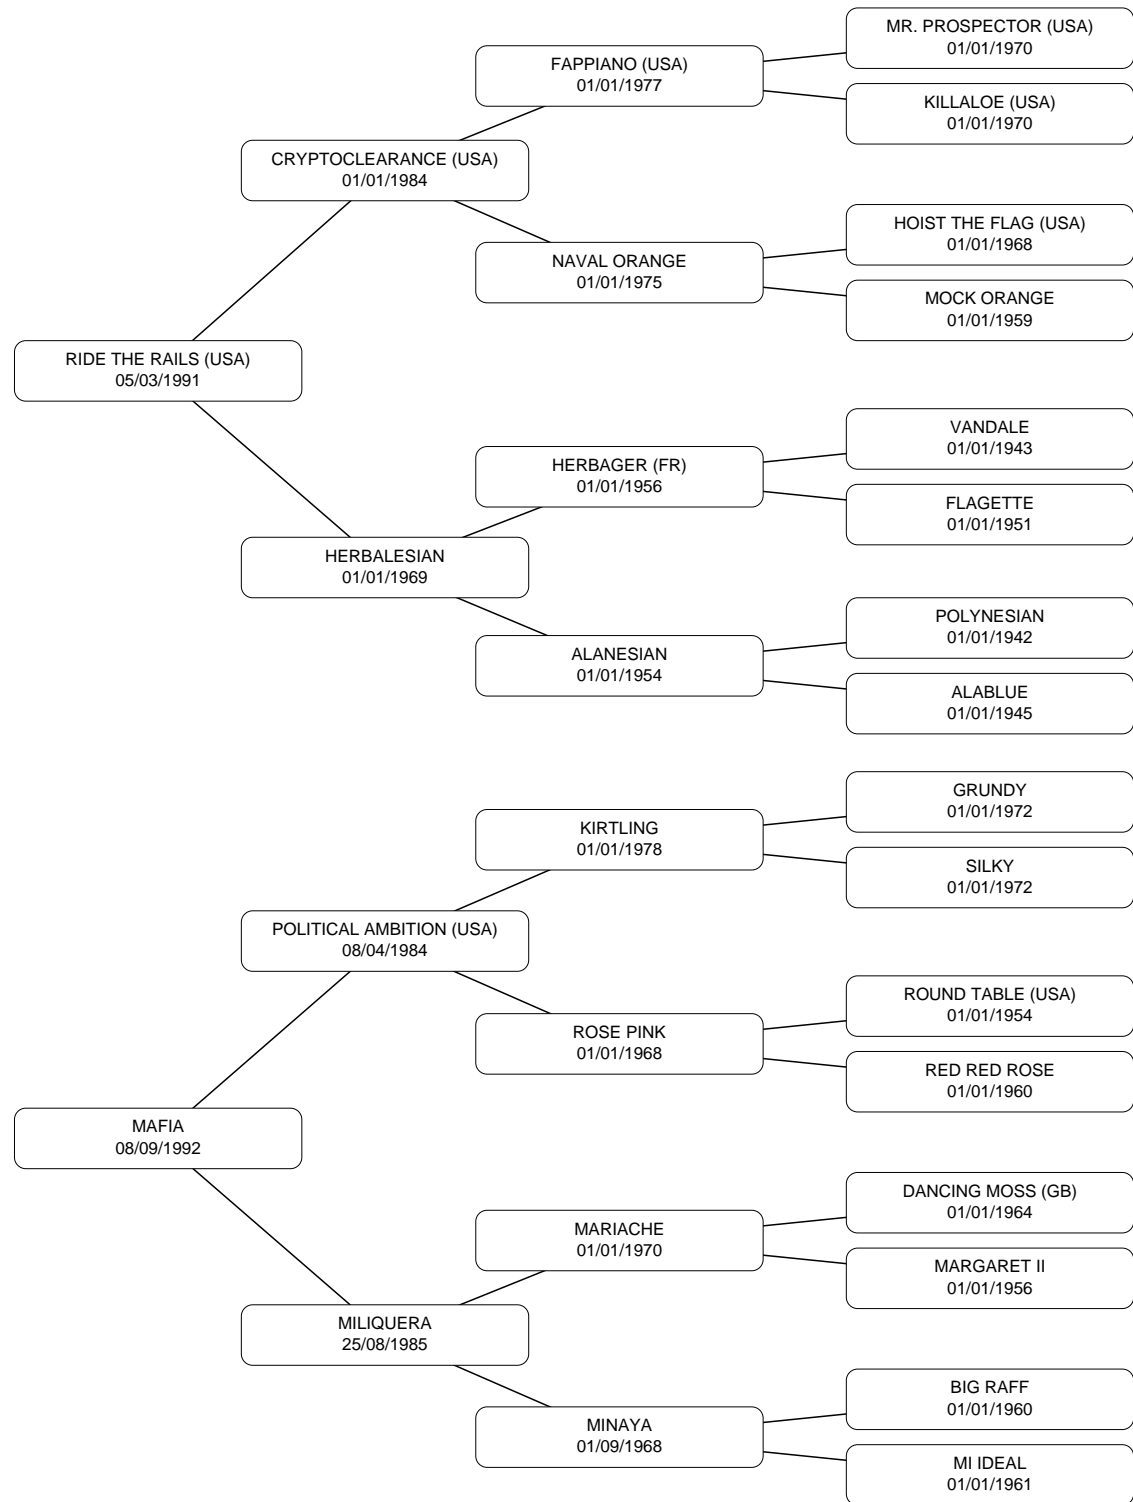 MR. PROSPECTOR (USA)
01/01/1970
FAPPIANO (USA)
01/01/1977
KILLALOE (USA)
01/01/1970
CRYPTOCLEARANCE (USA)
01/01/1984
HOIST THE FLAG (USA)
01/01/1968
NAVAL ORANGE
01/01/1975
MOCK ORANGE
01/01/1959
RIDE THE RAILS (USA)
05/03/1991
VANDALE
01/01/1943
HERBAGER (FR)
01/01/1956
FLAGETTE
01/01/1951
HERBALESIAN
01/01/1969
POLYNESIAN
01/01/1942
ALANESIAN
01/01/1954
ALABLUE
01/01/1945
GRUNDY
01/01/1972
KIRTLING
01/01/1978
SILKY
01/01/1972
POLITICAL AMBITION (USA)
08/04/1984
ROUND TABLE (USA)
01/01/1954
ROSE PINK
01/01/1968
RED RED ROSE
01/01/1960
MAFIA
08/09/1992
DANCING MOSS (GB)
01/01/1964
MARIACHE
01/01/1970
MARGARET II
01/01/1956
MILIQUERA
25/08/1985
BIG RAFF
01/01/1960
MINAYA
01/09/1968
MI IDEAL
01/01/1961